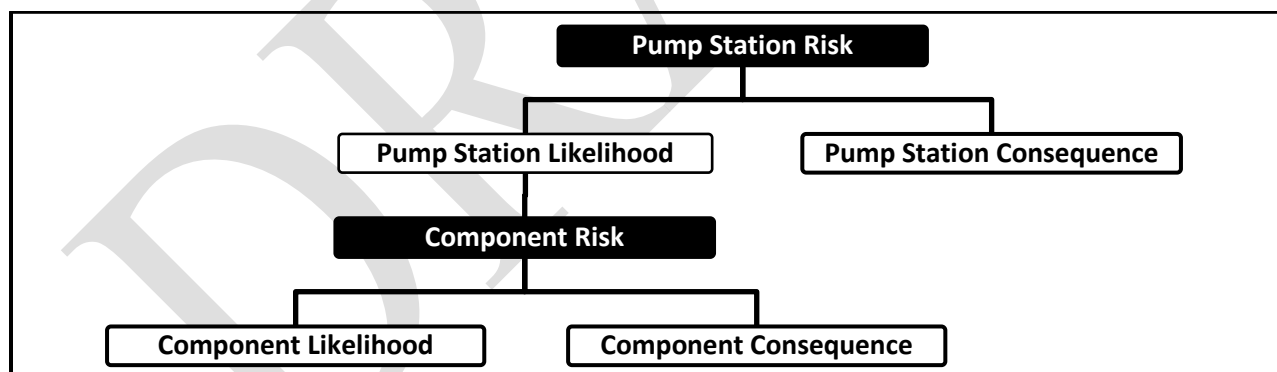 Pump Station Risk
Pump Station Likelihood
Pump Station Consequence
Component Risk
Component Likelihood
Component Consequence